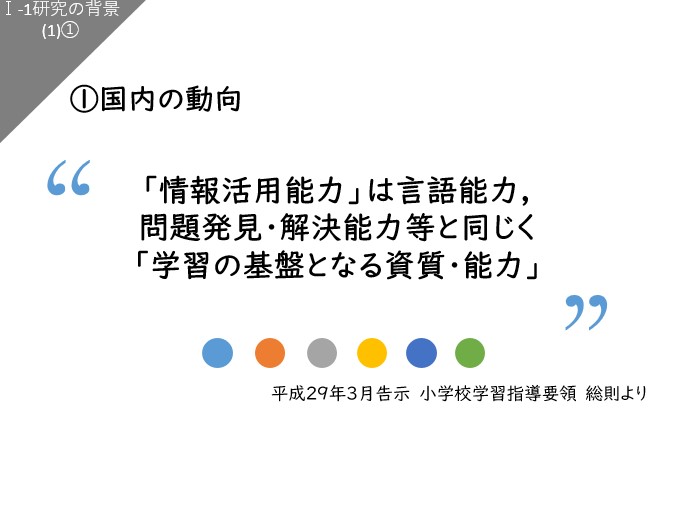 Ⅰ-1研究の背景
(1)①
①国内の動向
“
「情報活用能力」は言語能力，
問題発見・解決能力等と同じく
「学習の基盤となる資質・能力」
”
平成29年3月告示 小学校学習指導要領 総則より